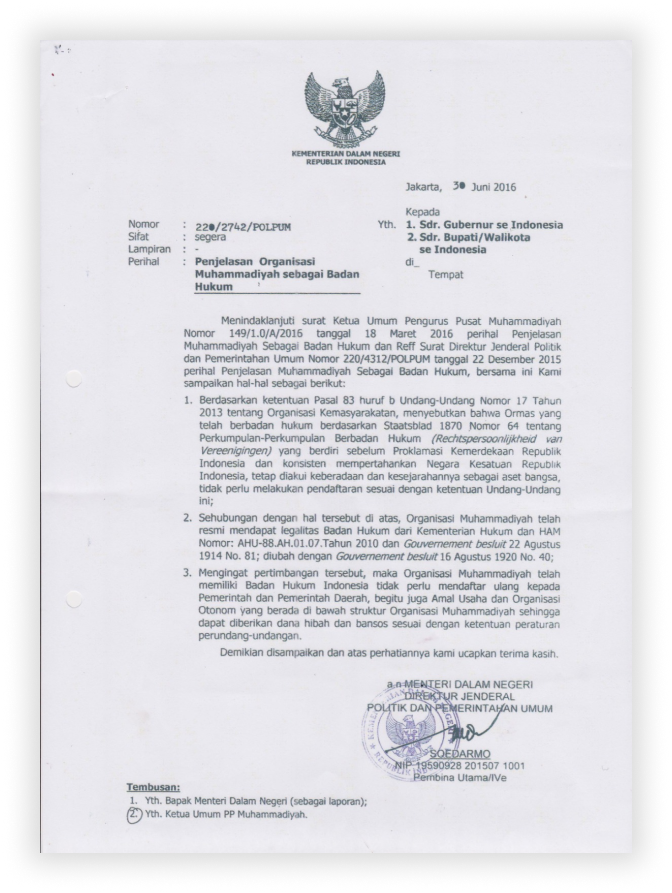 KEMENTERIAN DALAM NEGERI
REPUBLIK INDONESIA
Jakarta, 30 Juni 2016
Kepada
Yth. 1. Sdr. Gubernur se Indonesia
2. Sdr. Bupati/Walikota
se Indonesia
di_
Tempat
Nomor : 220/2742/POLPUM
Sifat : segera
Lampiran : -
Perihal : Penjelasan Organisasi
Muhammadiyah sebagai Badan
Hukum
Menindaklanjuti surat Ketua Umum Pengurus Pusat Muhammadiyah
Nomor 149/1.0/A/2016 tanggal 18 Maret 2016 perihal Penjelasan
Muhammadiyah Sebagai Badan Hukum dan Reff Surat Direktur Jenderal Politik
dan Pemerintahan Umum Nomor 220/4312/POLPUM tanggal 22 Desember 2015
perihal Penjelasan Muhammadiyah Sebagai Badan Hukum, bersama ini Kami
sampaikan hal-hal sebagai berikut:
1. Berdasarkan ketentuan Pasal 83 huruf b Undang-Undang Nomor 17 Tahun
2013 tentang Organisasi Kemasyarakatan, menyebutkan bahwa Ormas yang
telah berbadan hukum berdasarkan Staatsblad 1870 Nomor 64 tentang
Perkumpulan-Perkumpulan Berbadan Hukum (Rechtspersoonlijkheid van
Vereenigingen) yang berdiri sebelum Proklamasi Kemerdekaan Republik
Indonesia dan konsisten mempertahankan Negara Kesatuan Republik
Indonesia, tetap diakui keberadaan dan kesejarahannya sebagai aset bangsa,
tidak perlu melakukan pendaftaran sesuai dengan ketentuan Undang-Undang
ini;
2. Sehubungan dengan hal tersebut di atas, Organisasi Muhammadiyah telah
resmi mendapat legalitas Badan Hukum dari Kementerian Hukum dan HAM
Nomor: AHU-88.AH.01.07.Tahun 2010 dan Gouvernement besluit 22 Agustus
1914 No. 81; diubah dengan Gouvernement besluit 16 Agustus 1920 No. 40;
3. Mengingat pertimbangan tersebut, maka Organisasi Muhammadiyah telah
memiliki Badan Hukum Indonesia tidak perlu mendaftar ulang kepada
Pemerintah dan Pemerintah Daerah, begitu juga Amal Usaha dan Organisasi
Otonom yang berada di bawah struktur Organisasi Muhammadiyah sehingga
dapat diberikan dana hibah dan bansos sesuai dengan ketentuan peraturan
perundang-undangan.
Demikian disampaikan dan atas perhatiannya kami ucapkan terima kasih.
a.n MENTERI DALAM NEGERI
DIREKTUR JENDERAL
POLITIK DAN PEMERINTAHAN UMUM
SOEDARMO
NIP 19590928 201507 1001
Pembina Utama/IVe
Tembusan:
1. Yth. Bapak Menteri Dalam Negeri (sebagai laporan);
2. Yth. Ketua Umum PP Muhammadiyah.